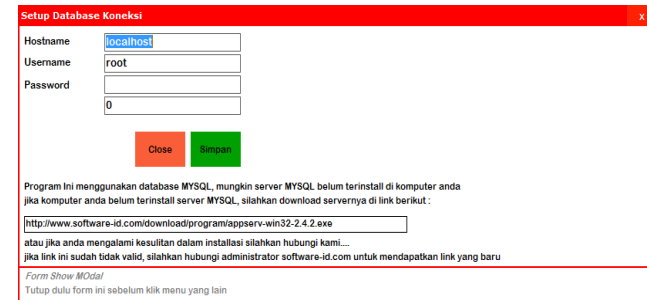 Setup Database Koneksi x
Hostname localhost
Username root
Password
0
Close Simpan
Program Ini menggunakan database MYSQL, mungkin server MYSQL belum terinstall di komputer anda
jika komputer anda belum terinstall server MYSQL, silahkan download servernya di link berikut :
http://www.software-id.com/download/program/appserv-win32-2.4.2.exe
atau jika anda mengalami kesulitan dalam installasi silahkan hubungi kami....
jika link ini sudah tidak valid, silahkan hubungi administrator software-id.com untuk mendapatkan link yang baru
Form Show MOdal
Tutup dulu form ini sebelum klik menu yang lain